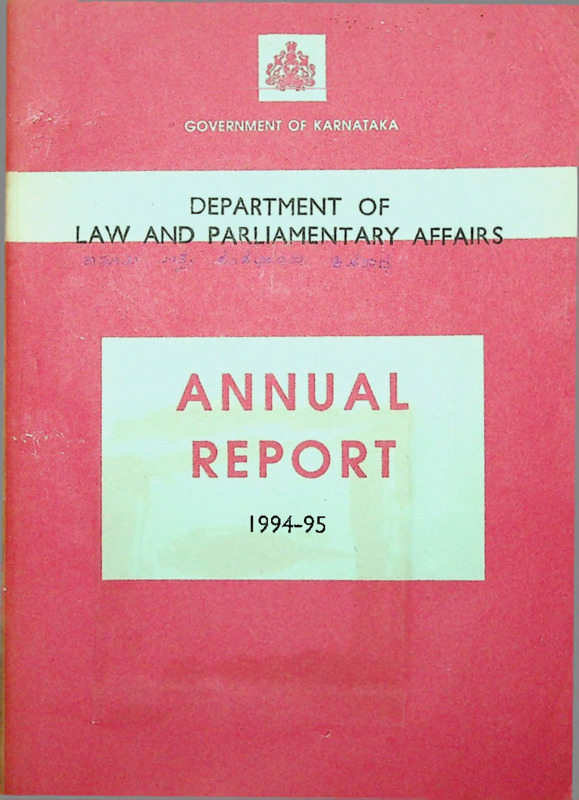 GOVERNMENT OF KARNATAKA
DEPARTMENT OF
LAW AND PARLIAMENTARY AFFAIRS
ANNUAL
REPORT
1994-95